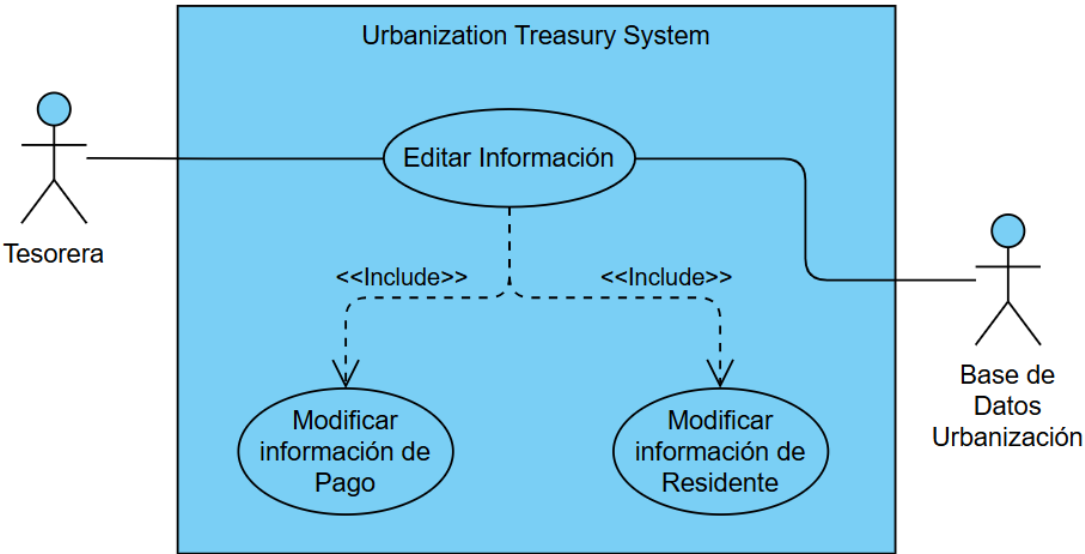 Urbanization Treasury System
Editar Información
Tesorera
<<Include>>
<<Include>>
Modificar
información de
Pago
Modificar
información de
Residente
Base de
Datos
Urbanización